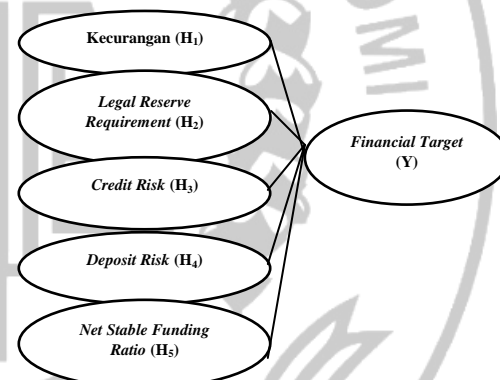 Kecurangan (H₁)
Legal Reserve
Requirement (H₂)
Financial Target
(Y)
Credit Risk (H₃)
Deposit Risk (H₄)
Net Stable Funding
Ratio (H₅)
OMI